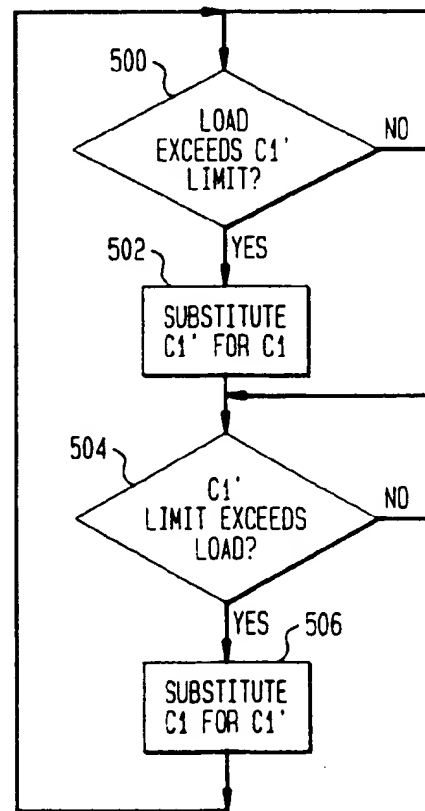 500
LOAD
EXCEEDS C1'
LIMIT?
NO
YES
502
SUBSTITUTE
C1' FOR C1
504
C1'
LIMIT EXCEEDS
LOAD?
NO
YES
506
SUBSTITUTE
C1 FOR C1'